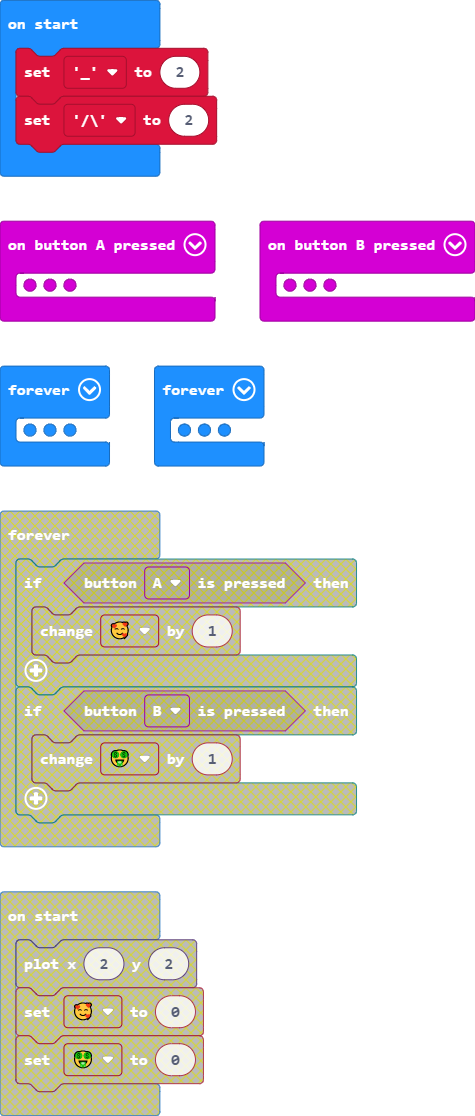 on start
set '_' to 2
set '/\' to 2
on button A pressed
on button B pressed
forever
forever
forever
if button A is pressed then
change 🥰 by 1
if button B is pressed then
change 🤑 by 1
on start
plot x 2 y 2
set 🥰 to 0
set 🤑 to 0